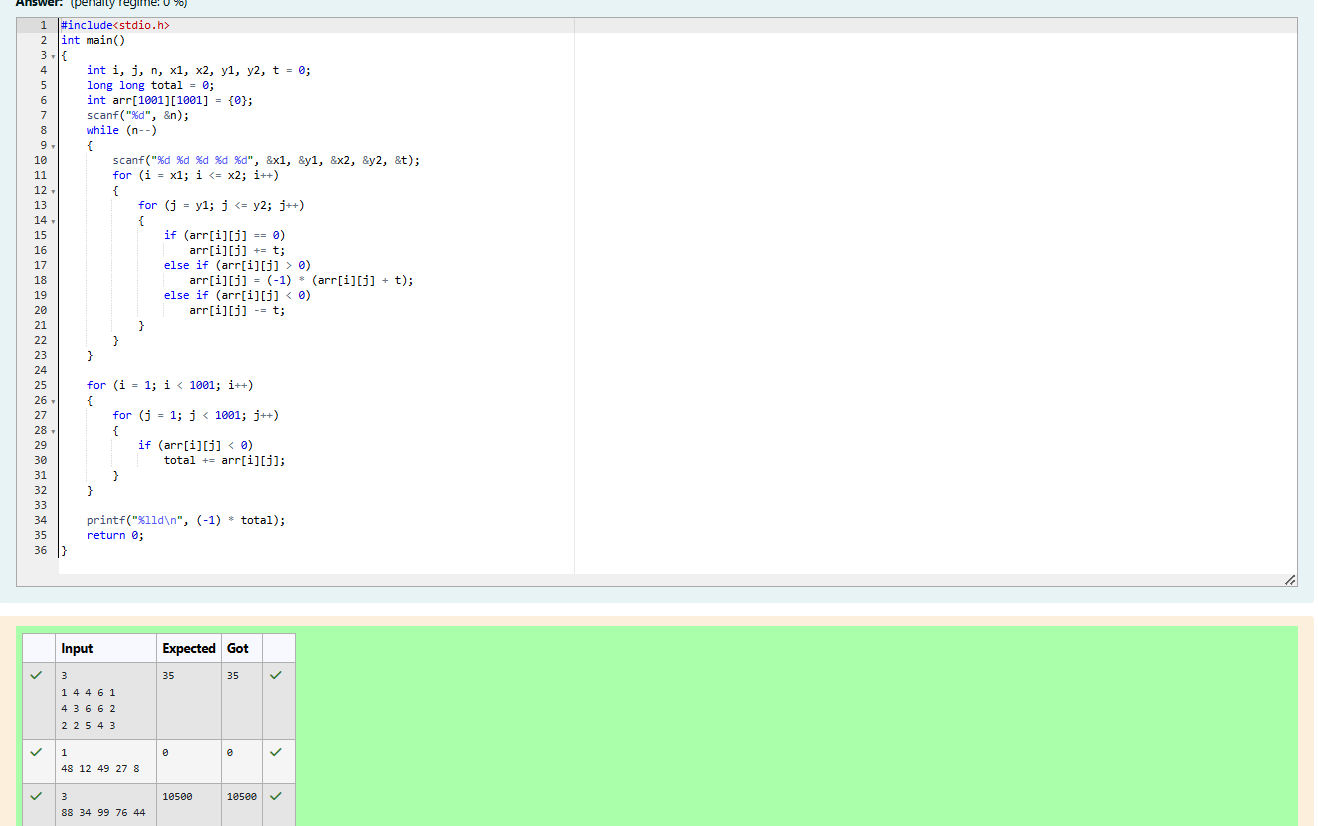 Answer: (penalty regime: 0 %)
1 #include<stdio.h>
2 int main()
3 {
4 int i, j, n, x1, x2, y1, y2, t = 0;
5 long long total = 0;
6 int arr[1001][1001] = {0};
7 scanf("%d", &n);
8 while (n--)
9 {
10 scanf("%d %d %d %d %d", &x1, &y1, &x2, &y2, &t);
11 for (i = x1; i <= x2; i++)
12 {
13 for (j = y1; j <= y2; j++)
14 {
15 if (arr[i][j] == 0)
16 arr[i][j] += t;
17 else if (arr[i][j] > 0)
18 arr[i][j] = (-1) * (arr[i][j] + t);
19 else if (arr[i][j] < 0)
20 arr[i][j] -= t;
21 }
22 }
23 }
24
25 for (i = 1; i < 1001; i++)
26 {
27 for (j = 1; j < 1001; j++)
28 {
29 if (arr[i][j] < 0)
30 total += arr[i][j];
31 }
32 }
33
34 printf("%lld\n", (-1) * total);
35 return 0;
36 }
Input Expected Got
3 35 35
1 4 4 6 1
4 3 6 6 2
2 2 5 4 3
1 0 0
48 12 49 27 8
3 10500 10500
88 34 99 76 44